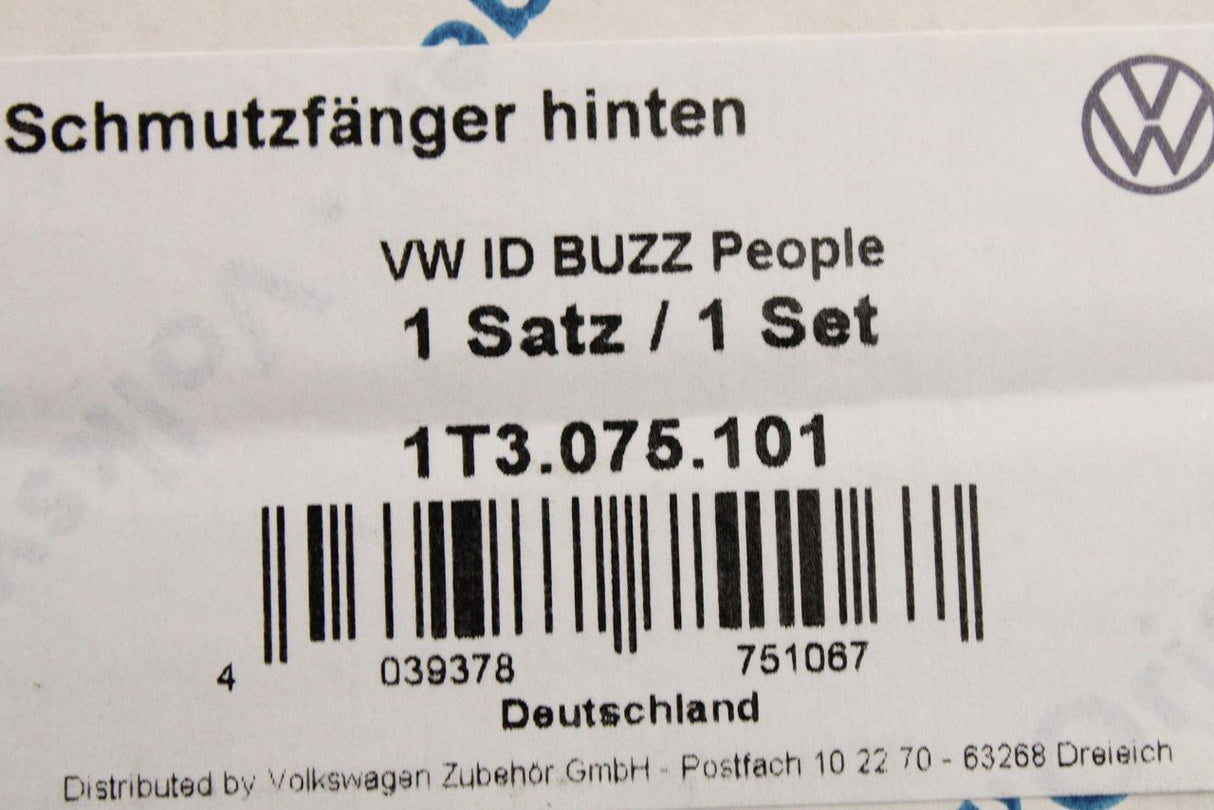 Schmutzfänger hinten
VW ID BUZZ People
1 Satz / 1 Set
1T3.075.101
4 039378 751067
Deutschland
Distributed by Volkswagen Zubehör GmbH - Postfach 10 22 70 - 63268 Dreieich